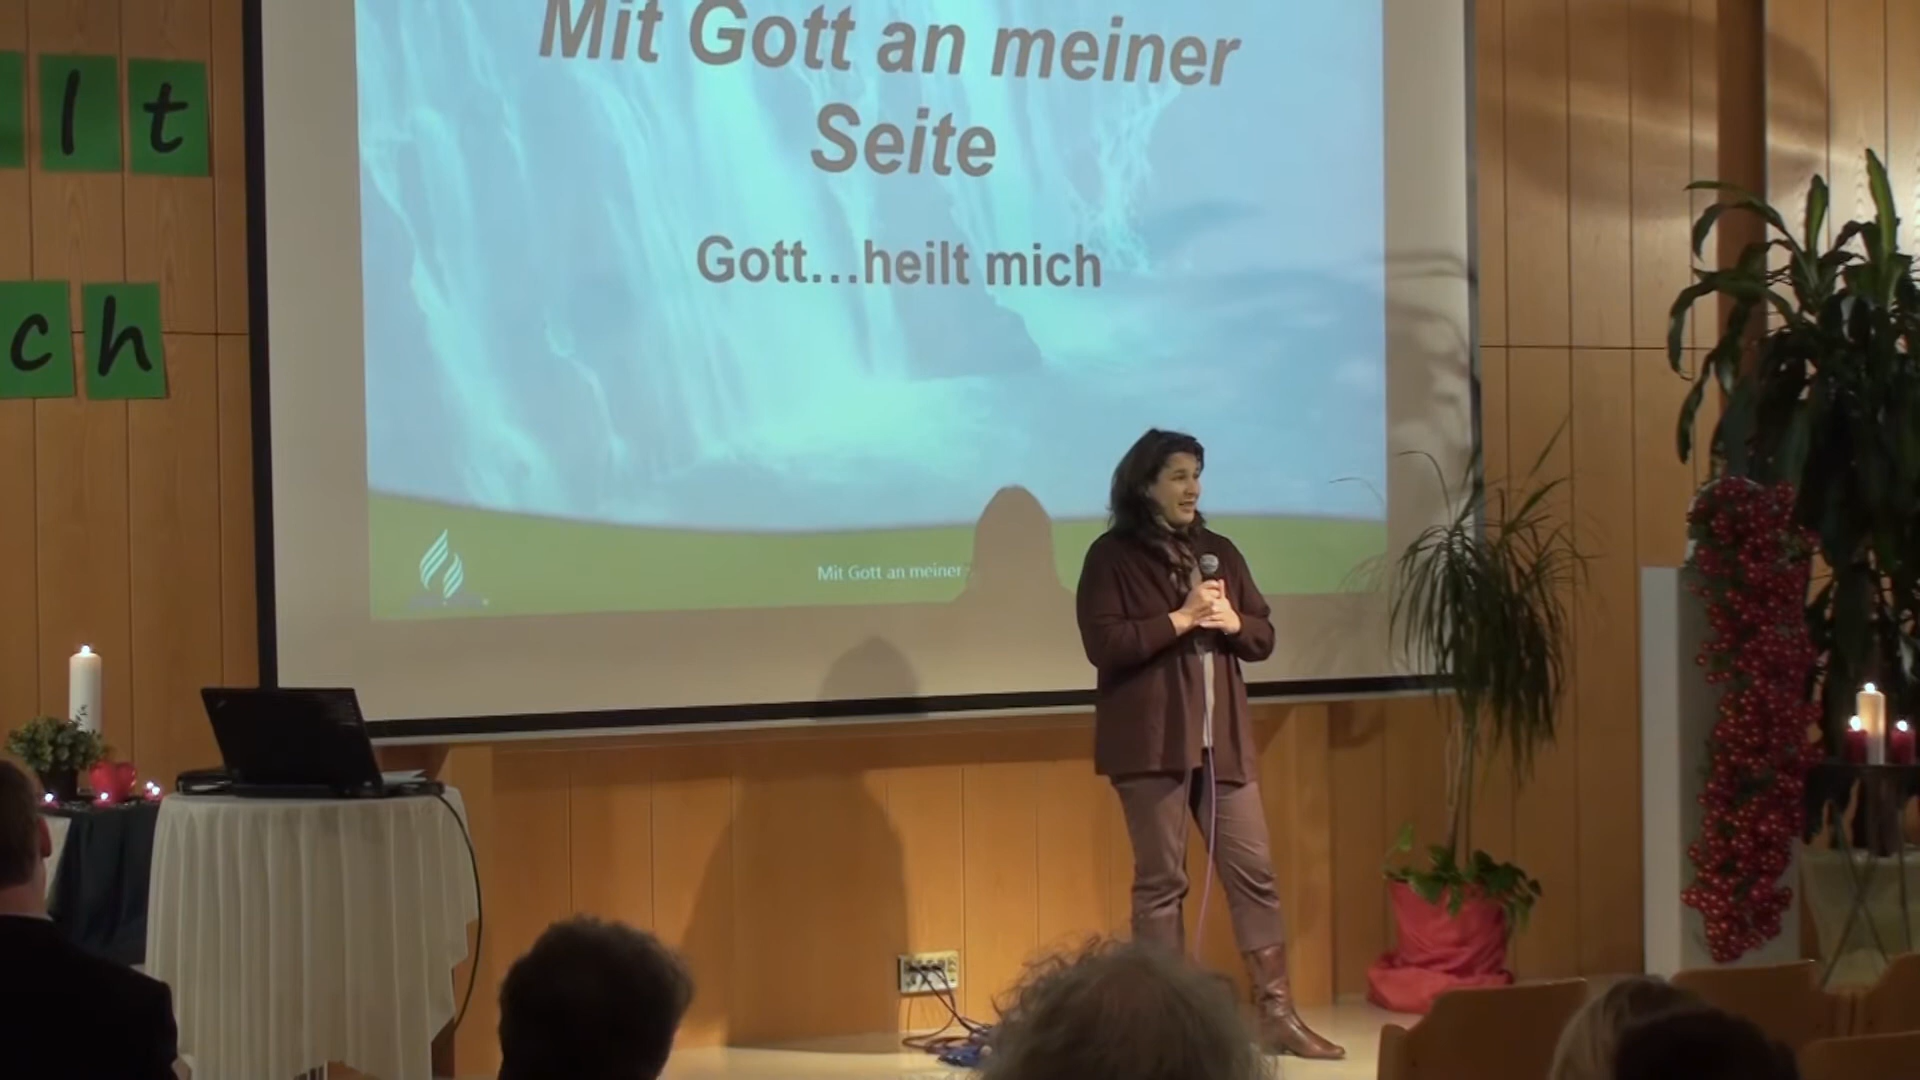 lt
ch
Mit Gott an meiner
Seite
Gott...heilt mich
Mit Gott an meiner